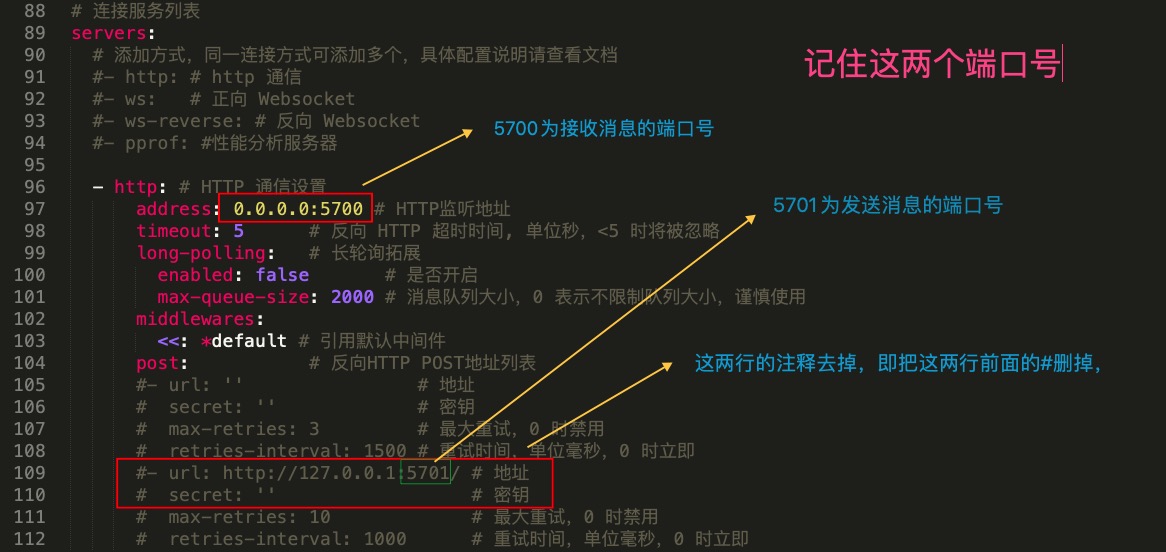 88 # 连接服务列表
89 servers:
90 # 添加方式，同一连接方式可添加多个，具体配置说明请查看文档
91 #- http: # http 通信
92 #- ws:   # 正向 Websocket
93 #- ws-reverse: # 反向 Websocket
94 #- pprof: #性能分析服务器
95
96 - http: # HTTP 通信设置
97 address: 0.0.0.0:5700 # HTTP监听地址
98 timeout: 5      # 反向 HTTP 超时时间, 单位秒，<5 时将被忽略
99 long-polling:   # 长轮询拓展
100 enabled: false       # 是否开启
101 max-queue-size: 2000 # 消息队列大小，0 表示不限制队列大小，谨慎使用
102 middlewares:
103 <<: *default # 引用默认中间件
104 post:           # 反向HTTP POST地址列表
105 #- url: ''                # 地址
106 #  secret: ''             # 密钥
107 #  max-retries: 3         # 最大重试，0 时禁用
108 #  retries-interval: 1500 # 重试时间，单位毫秒，0 时立即
109 #- url: http://127.0.0.1:5701/ # 地址
110 #  secret: ''                  # 密钥
111 #  max-retries: 10             # 最大重试，0 时禁用
112 #  retries-interval: 1000      # 重试时间，单位毫秒，0 时立即
记住这两个端口号
5700为接收消息的端口号
5701为发送消息的端口号
这两行的注释去掉，即把这两行前面的#删掉，